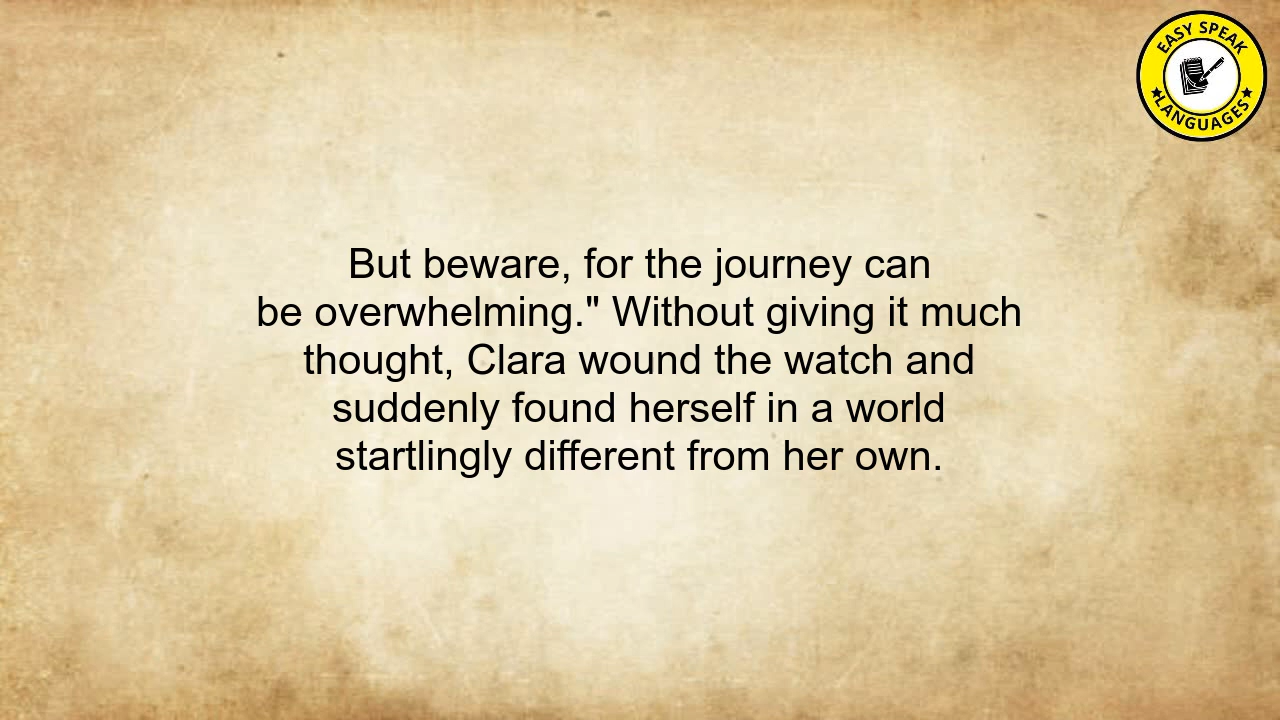 EASY SPEAK
LANGUAGES
But beware, for the journey can
be overwhelming." Without giving it much
thought, Clara wound the watch and
suddenly found herself in a world
startlingly different from her own.